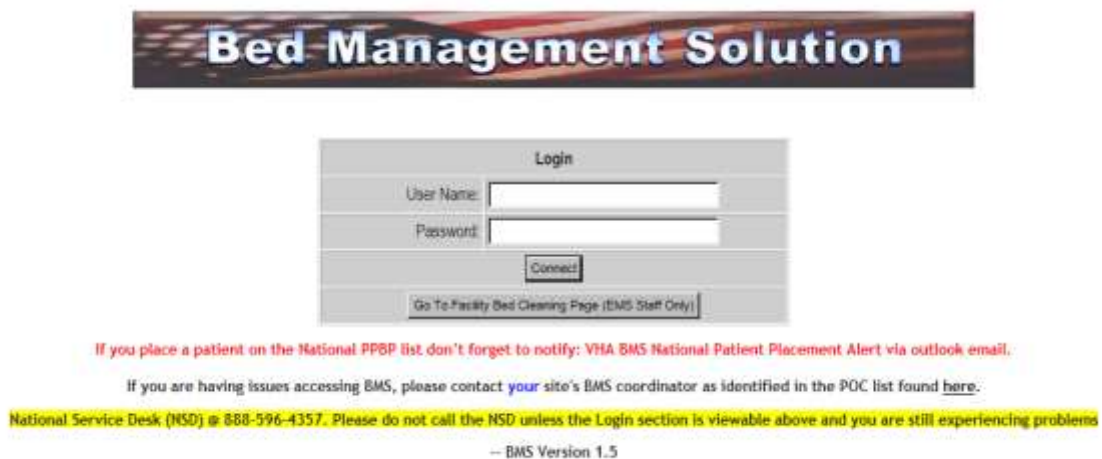 Bed Management Solution
Login
User Name:
Password:
Connect
Go To Facility Bed Cleaning Page (EMS Staff Only)
If you place a patient on the National PPBP list don't forget to notify: VHA BMS National Patient Placement Alert via outlook email.
If you are having issues accessing BMS, please contact your site's BMS coordinator as identified in the POC list found here.
National Service Desk (NSD) @ 888-596-4357. Please do not call the NSD unless the Login section is viewable above and you are still experiencing problems
-- BMS Version 1.5